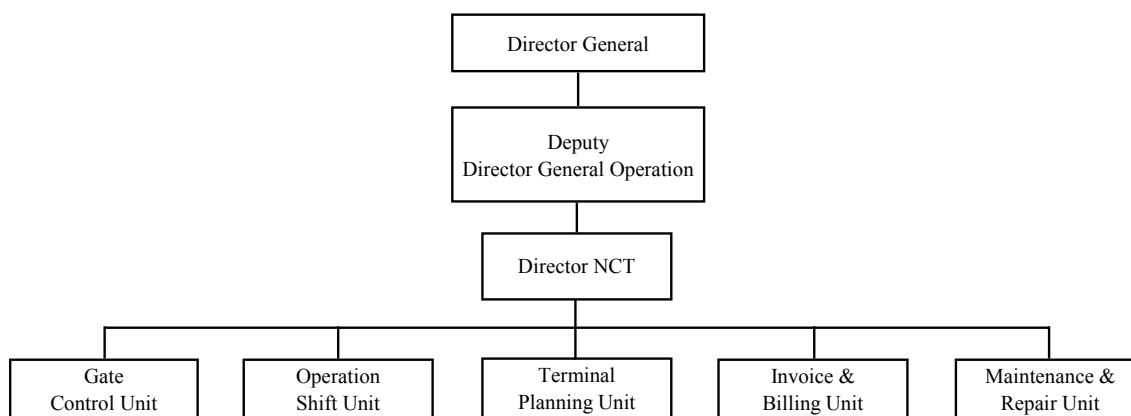 Director General
Deputy
Director General Operation
Director NCT
Gate
Control Unit
Operation
Shift Unit
Terminal
Planning Unit
Invoice &
Billing Unit
Maintenance &
Repair Unit